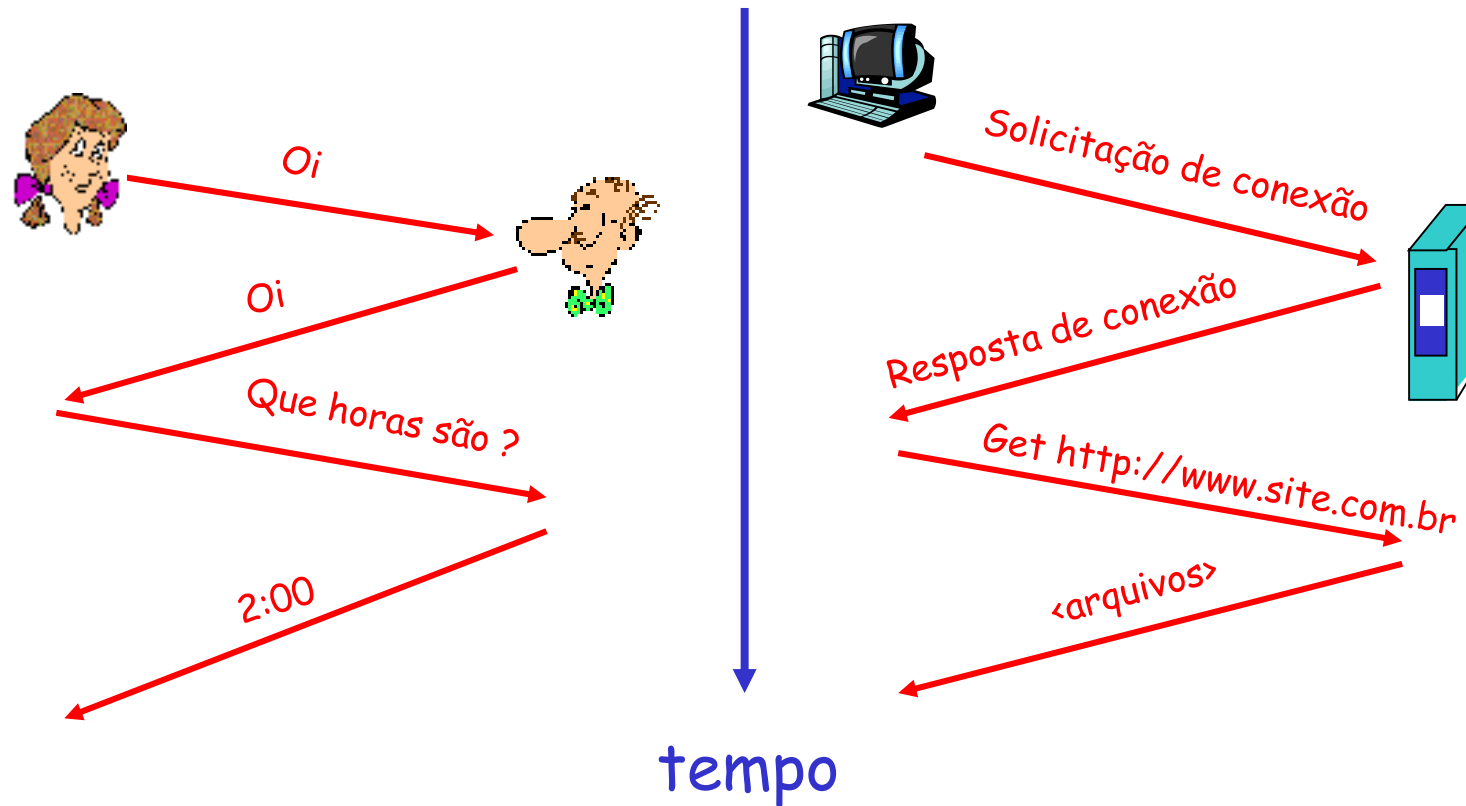 Oi
Oi
Que horas são ?
2:00
Solicitação de conexão
Resposta de conexão
Get http://www.site.com.br
<arquivos>
tempo